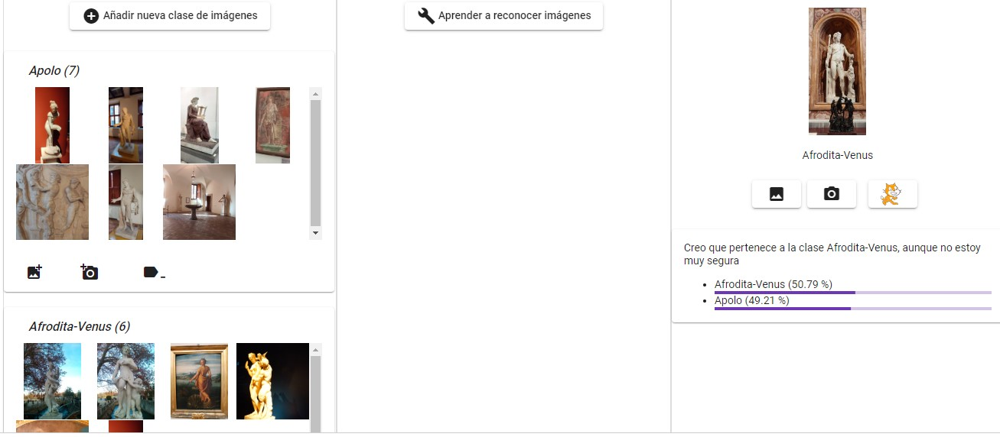 Añadir nueva clase de imágenes
Aprender a reconocer imágenes
Apolo (7)
Afrodita-Venus (6)
Afrodita-Venus
Creo que pertenece a la clase Afrodita-Venus, aunque no estoy
muy segura
Afrodita-Venus (50.79 %)
Apolo (49.21 %)